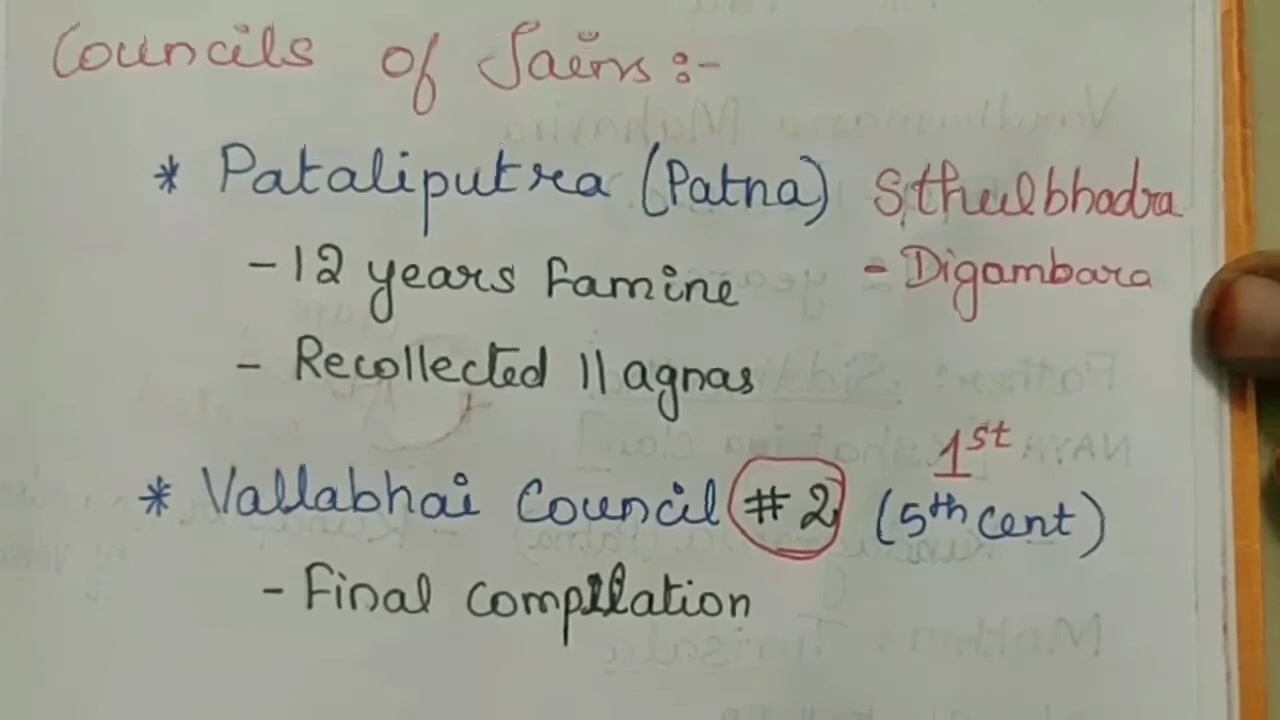 Councils of Jains :-
* Pataliputra (Patna) Sthulbhadra
- 12 years Famine - Digambara
- Recollected 11 agnas
1st
* Vallabhai Council #2 (5th cent)
- Final compilation